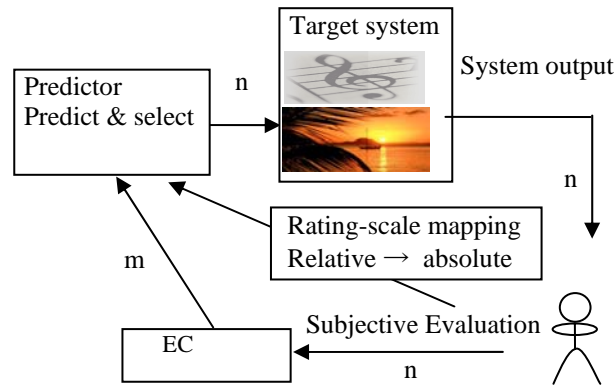 Target system
System output
Predictor
Predict & select
n
n
Rating-scale mapping
Relative → absolute
m
Subjective Evaluation
EC
n